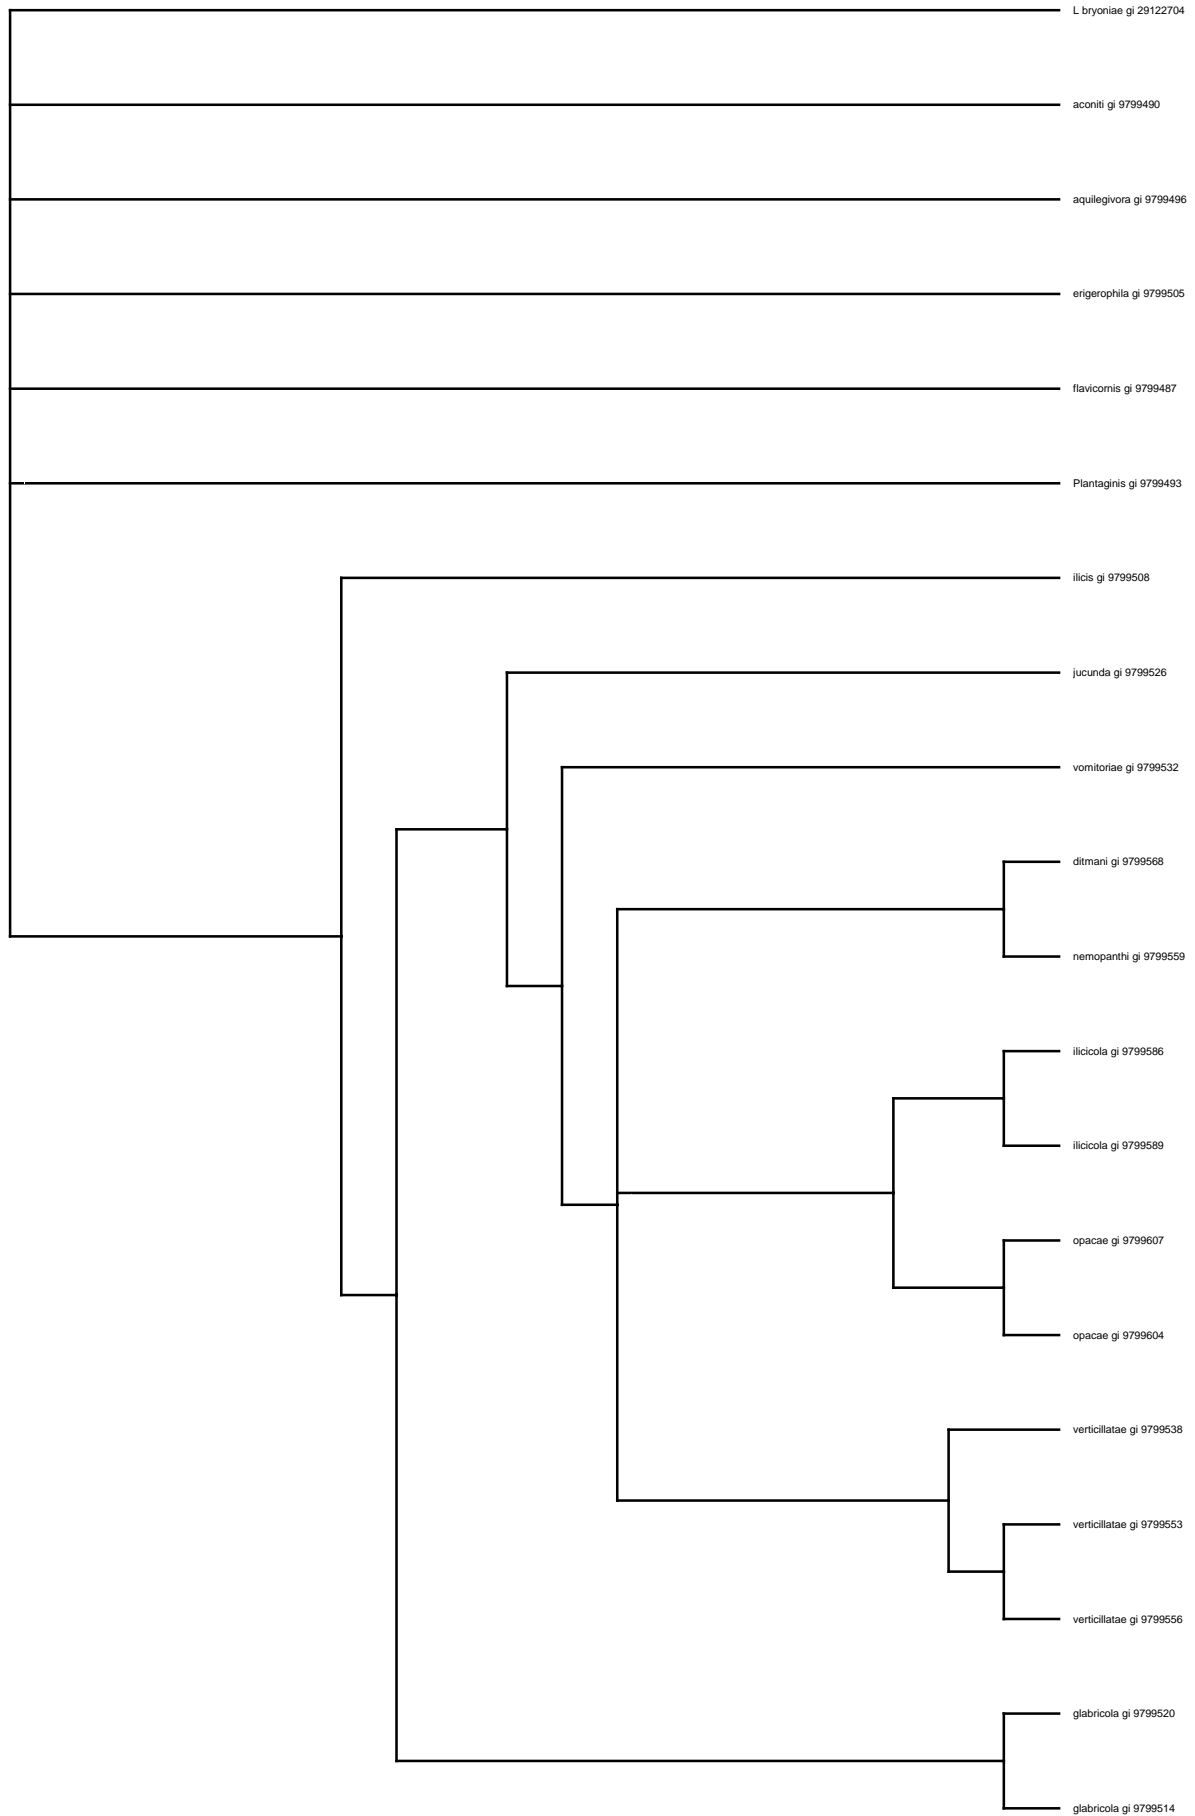 L bryoniae gi 29122704
aconiti gi 9799490
aquilegivora gi 9799496
erigerophila gi 9799505
flavicornis gi 9799487
Plantaginis gi 9799493
ilicis gi 9799508
jucunda gi 9799526
vomitoriae gi 9799532
ditmani gi 9799568
nemopanthi gi 9799559
ilicicola gi 9799586
ilicicola gi 9799589
opacae gi 9799607
opacae gi 9799604
verticillatae gi 9799538
verticillatae gi 9799553
verticillatae gi 9799556
glabricola gi 9799520
glabricola gi 9799514